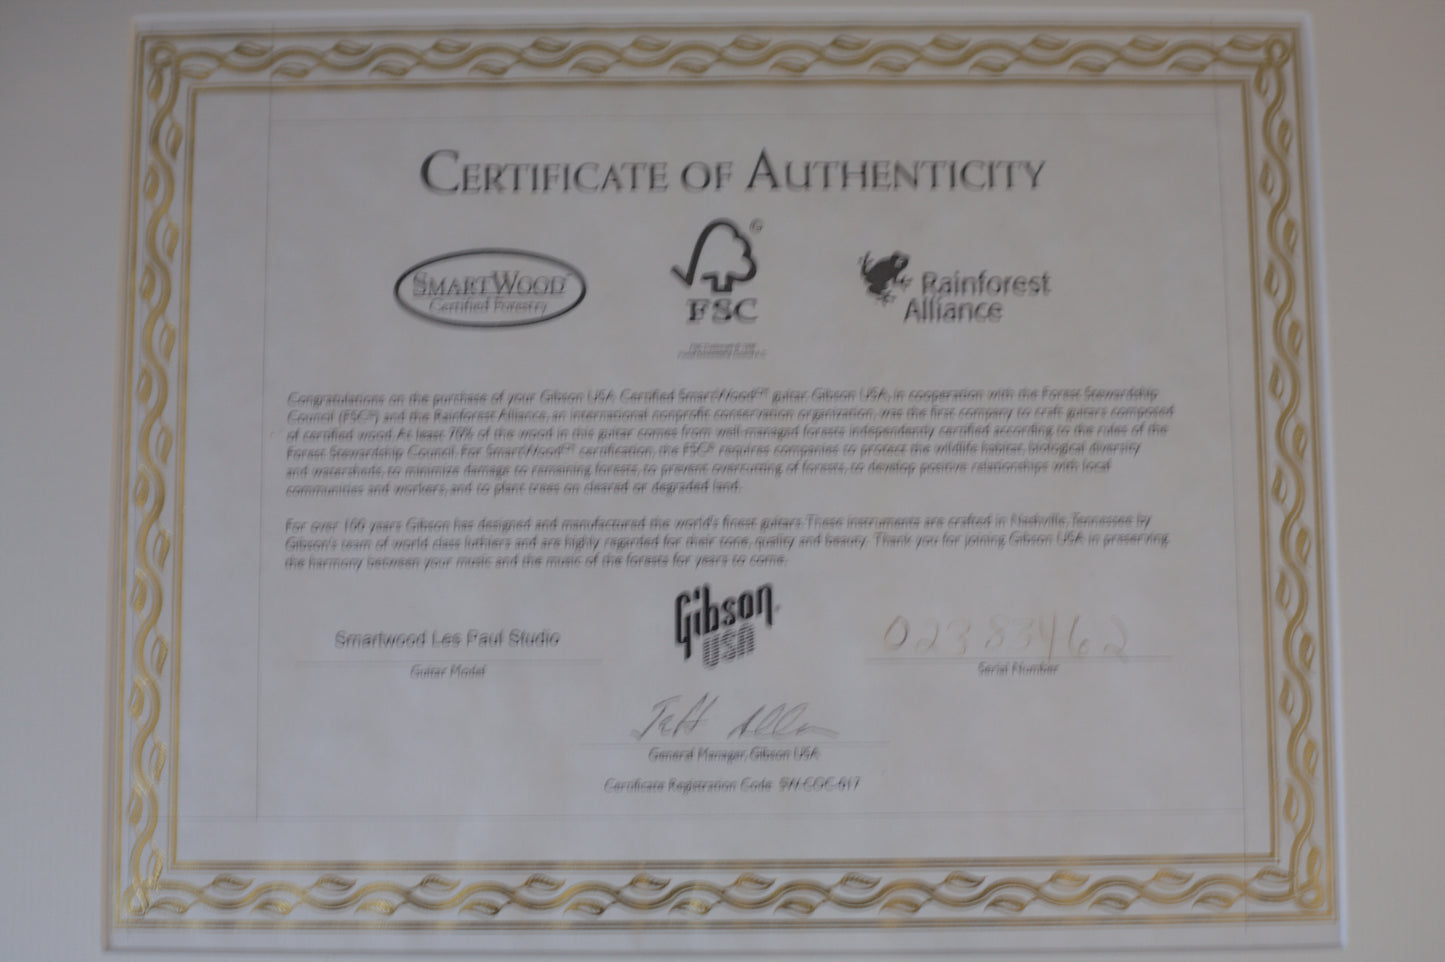 CERTIFICATE OF AUTHENTICITY
SMARTWOOD
Certified Forestry
FSC
Rainforest
Alliance
Congratulations on the purchase of your Gibson USA Certified SmartWood guitar Gibson USA, in cooperation with the Forest Stewardship
Council (FSC®) and the Rainforest Alliance, an international nonprofit conservation organization, was the first company to craft guitars composed
of certified wood. At least 70% of the wood in this guitar comes from well-managed forests independently certified according to the rules of the
Forest Stewardship Council. For SmartWood certification, the FSC® requires companies to protect the wildlife habitat, biological diversity
and watersheds, to minimize damage to remaining forests, to prevent overcutting of forests, to develop positive relationships with local
communities and workers, and to plant trees on cleared or degraded land.
For over 100 years Gibson has designed and manufactured the world's finest guitars. These instruments are crafted in Nashville, Tennessee by
Gibson's team of world class luthiers and are highly regarded for their tone, quality and beauty. Thank you for joining Gibson USA in preserving
the harmony between your music and the music of the forests for years to come.
Smartwood Les Paul Studio
Guitar Model
Gibson
USA
02383462
Serial Number
Jeff Allen
General Manager, Gibson USA
Certificate Registration Code SW-COC-617